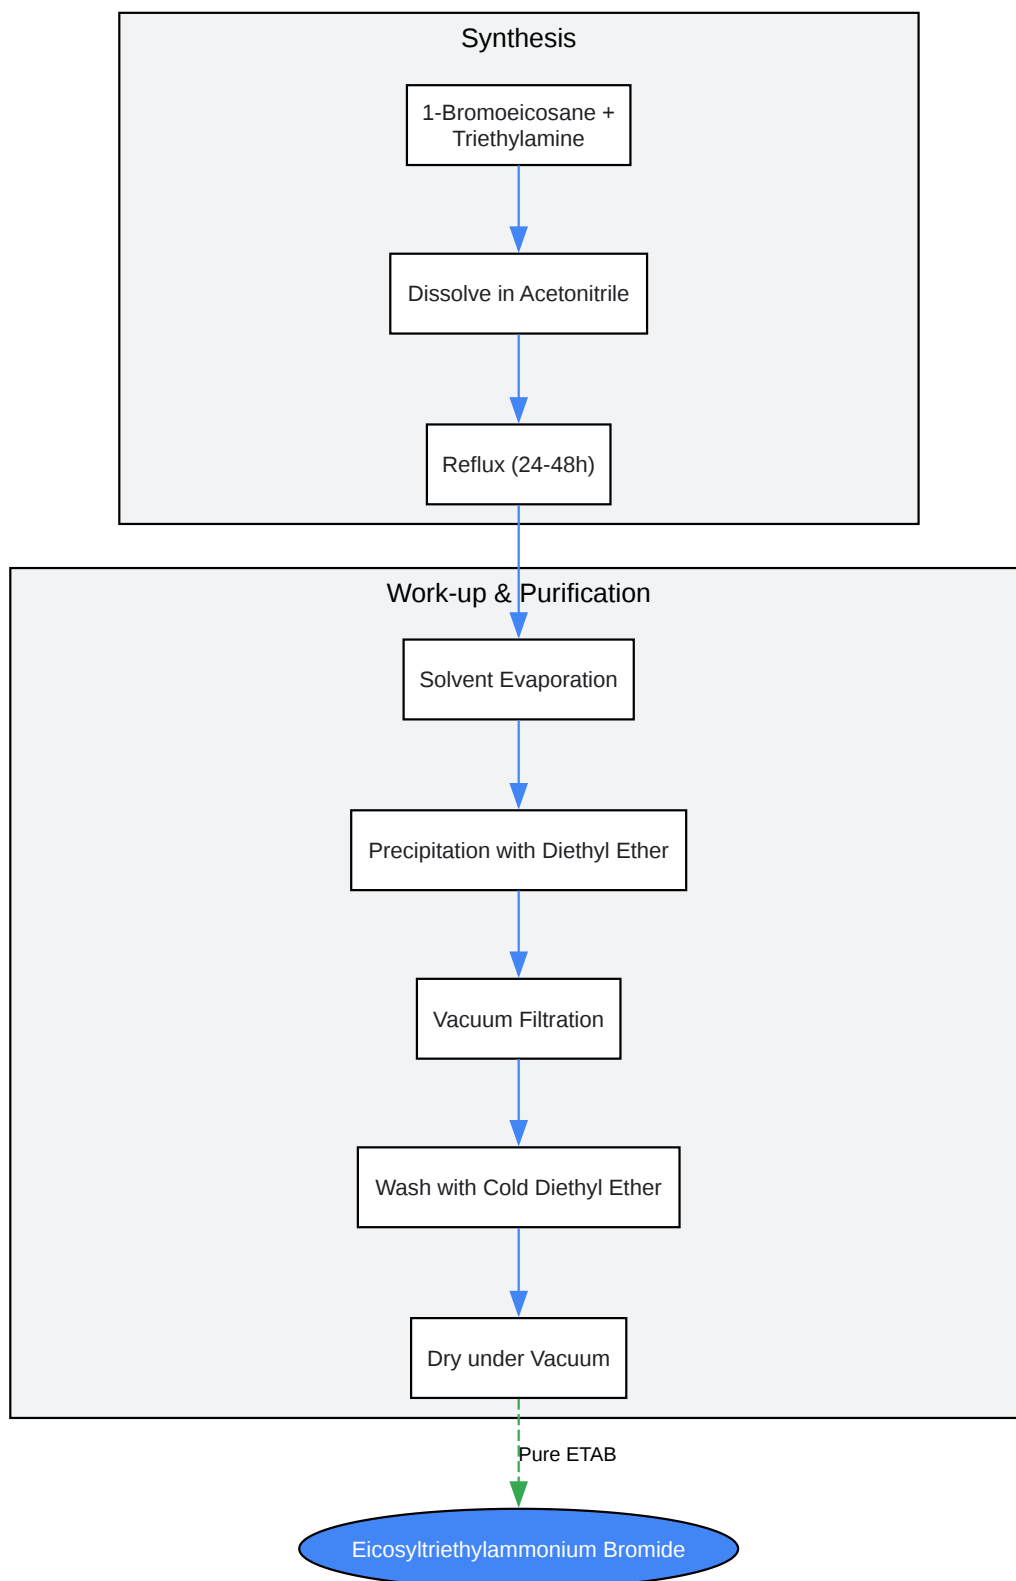 Synthesis
1-Bromoeicosane +
Triethylamine
Dissolve in Acetonitrile
Reflux (24-48h)
Work-up & Purification
Solvent Evaporation
Precipitation with Diethyl Ether
Vacuum Filtration
Wash with Cold Diethyl Ether
Dry under Vacuum
Pure ETAB
Eicosyltriethylammonium Bromide